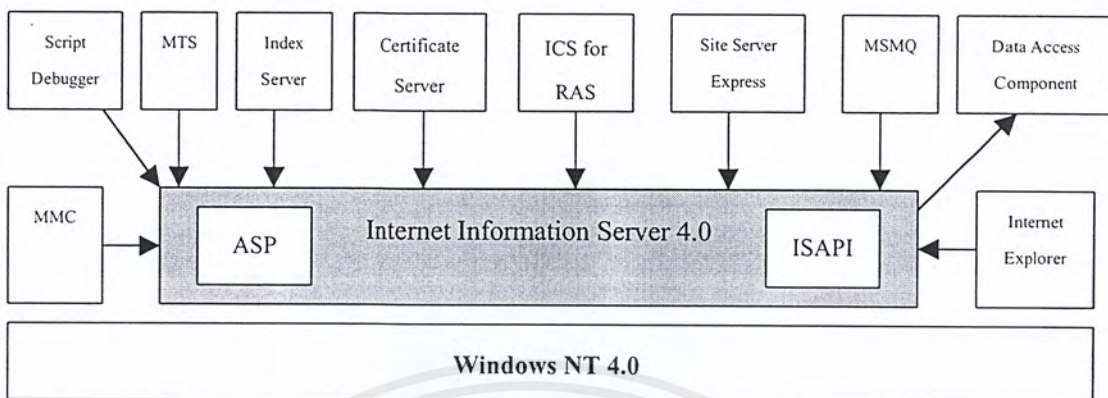 Script
Debugger
MTS
Index
Server
Certificate
Server
ICS for
RAS
Site Server
Express
MSMQ
Data Access
Component
MMC
ASP
Internet Information Server 4.0
ISAPI
Internet
Explorer
Windows NT 4.0